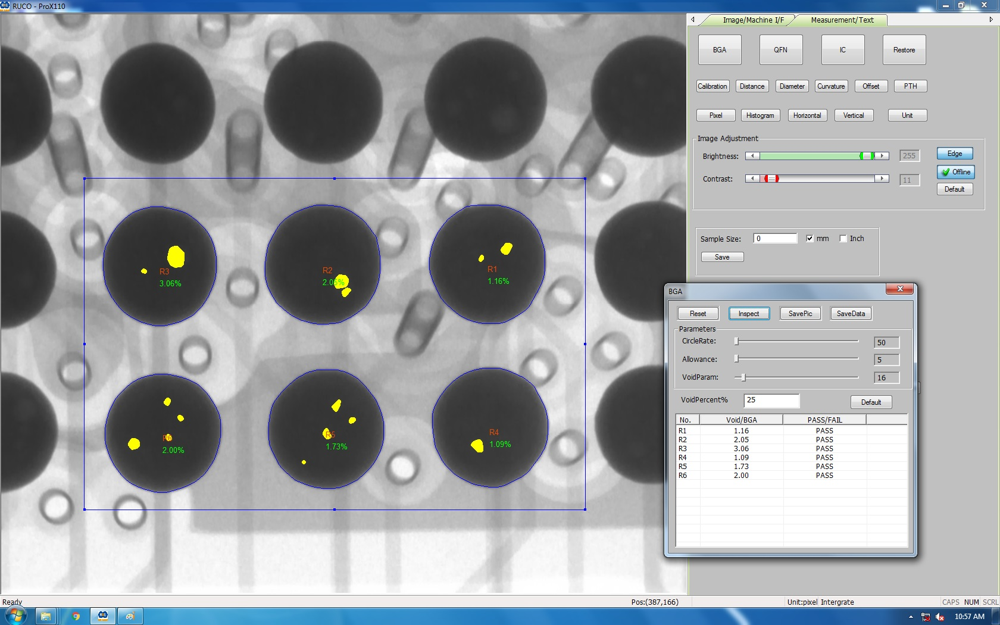 RUCO - ProX110
Image/Machine I/F
Measurement/Text
BGA
QFN
IC
Restore
Calibration
Distance
Diameter
Curvature
Offset
PTH
Pixel
Histogram
Horizontal
Vertical
Unit
Image Adjustment
Brightness:
255
Edge
Offline
Contrast:
11
Default
Sample Size:
0
mm
Inch
Save
R3
3.06%
R2
2.05%
R1
1.16%
R6
2.00%
R5
1.73%
R4
1.09%
BGA
Reset
Inspect
SavePic
SaveData
Parameters
CircleRate:
50
Allowance:
5
VoidParam:
16
VoidPercent%
25
Default
No. Void/BGA PASS/FAIL
R1 1.16 PASS
R2 2.05 PASS
R3 3.06 PASS
R4 1.09 PASS
R5 1.73 PASS
R6 2.00 PASS
Ready
Pos:(387,166)
Unit:pixel Intergrate
CAPS NUM SCRL
10:57 AM